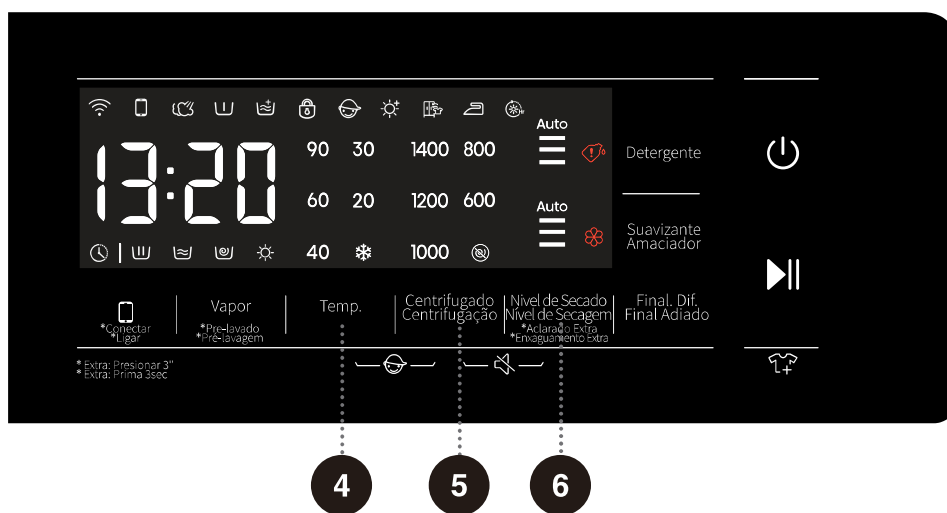 Auto
90 30 1400 800
13:20
Detergente
60 20 1200 600
Auto
Suavizante
Amaciador
40 1000
Vapor
Temp.
Centrifugado
Centrifugação
Nivel de Secado
Nível de Secagem
Final. Dif.
Final Adiado
*Conectar
*Ligar
*Pre-lavado
*Pré-lavagem
*Aclarado Extra
*Enxaguamento Extra
* Extra: Presionar 3"
* Extra: Prima 3sec
4 5 6